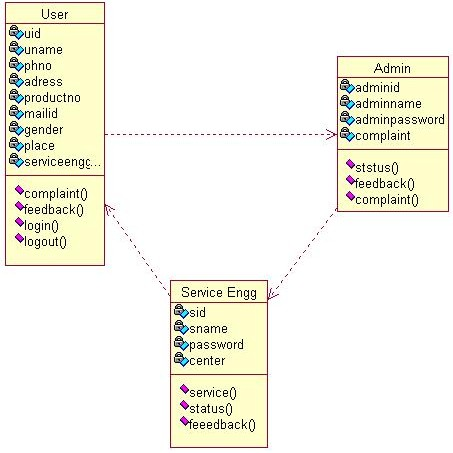 User
uid
uname
phno
adress
productno
mailid
gender
place
serviceengg...
complaint()
feedback()
login()
logout()
Admin
adminid
adminname
adminpassword
complaint
ststus()
feedback()
complaint()
Service Engg
sid
sname
password
center
service()
status()
feeedback()